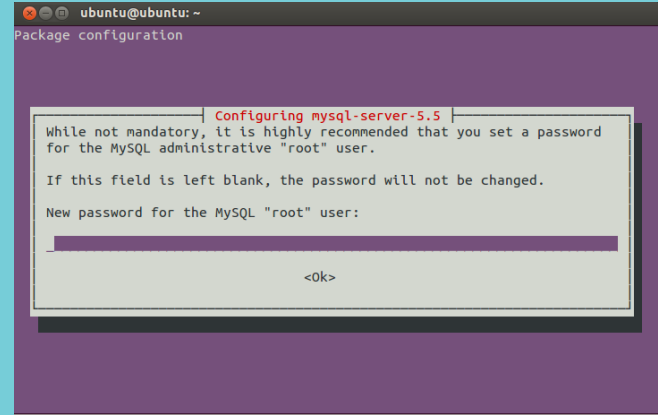 ubuntu@ubuntu: ~
Package configuration
Configuring mysql-server-5.5
While not mandatory, it is highly recommended that you set a password
for the MySQL administrative "root" user.
If this field is left blank, the password will not be changed.
New password for the MySQL "root" user:
<Ok>